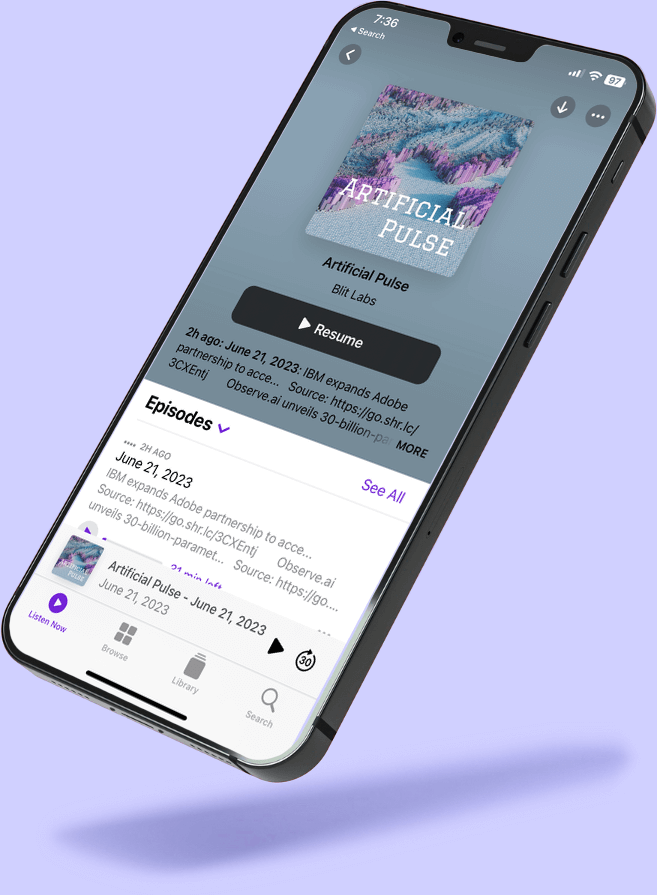 7:36
Search
97
ARTIFICIAL
PULSE
Artificial Pulse
Blit Labs
Resume
2h ago: June 21, 2023: IBM expands Adobe
partnership to acce... Source: https://go.shr.lc/
3CXEntj Observe.ai unveils 30-billion-pa
MORE
Episodes
See All
2H AGO
June 21, 2023
IBM expands Adobe partnership to acce...
Source: https://go.shr.lc/3CXEntj Observe.ai
unveils 30-billion-paramet... Source: https://go....
21 min left
Artificial Pulse - June 21, 2023
June 21, 2023
30
Listen Now
Browse
Library
Search